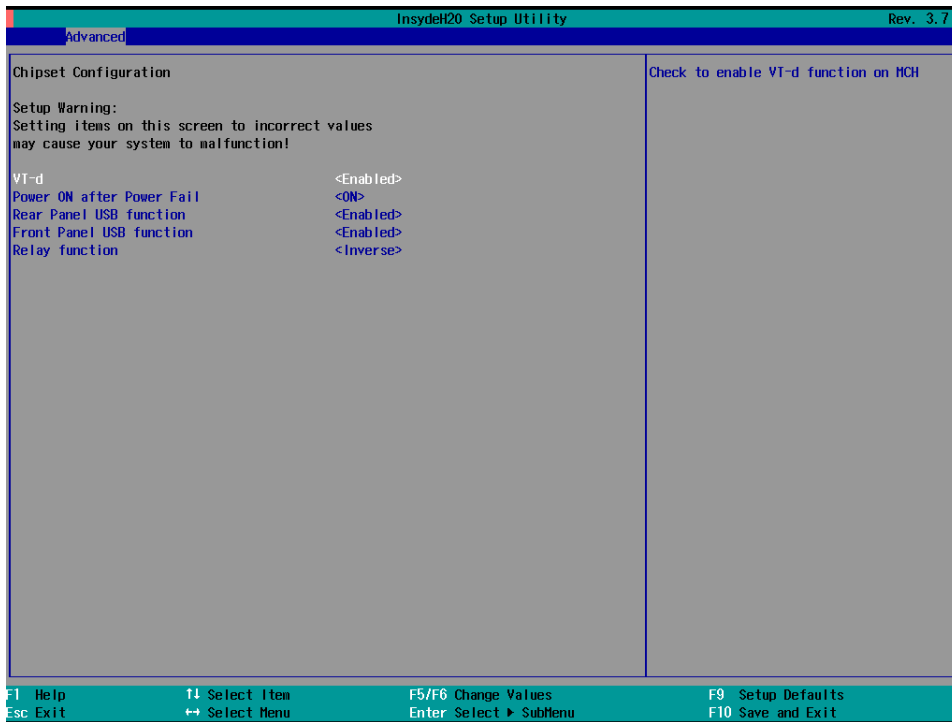 InsydeH20 Setup Utility Rev. 3.7
Advanced
Chipset Configuration
Check to enable VT-d function on MCH
Setup Warning:
Setting items on this screen to incorrect values
may cause your system to malfunction!
VT-d <Enabled>
Power ON after Power Fail <ON>
Rear Panel USB function <Enabled>
Front Panel USB function <Enabled>
Relay function <Inverse>
F1 Help ↑↓ Select Item F5/F6 Change Values F9 Setup Defaults
Esc Exit ↔ Select Menu Enter Select ▶ SubMenu F10 Save and Exit